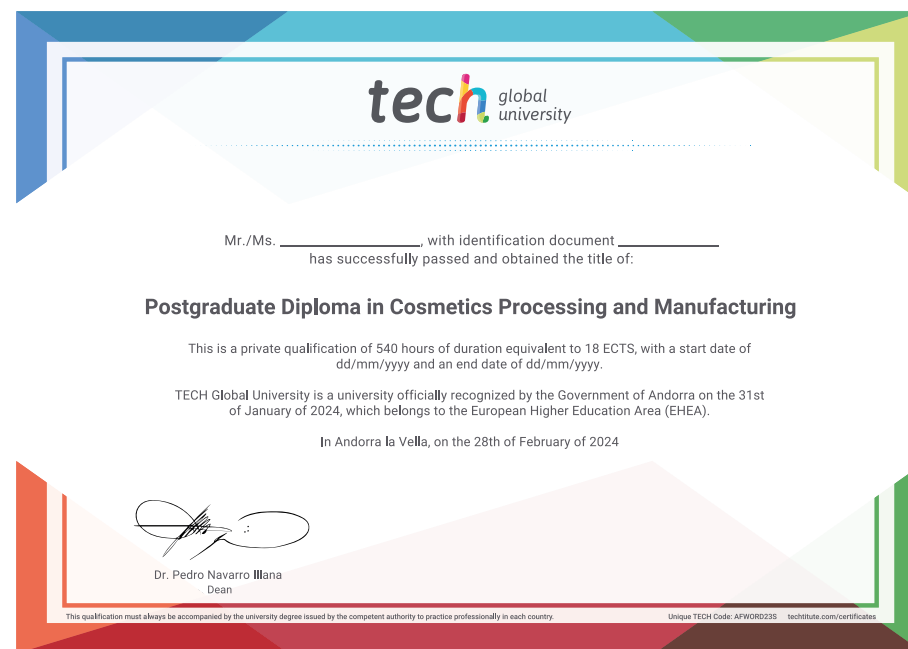 tech global
university
Mr./Ms. ____________________, with identification document ______________
has successfully passed and obtained the title of:
Postgraduate Diploma in Cosmetics Processing and Manufacturing
This is a private qualification of 540 hours of duration equivalent to 18 ECTS, with a start date of
dd/mm/yyyy and an end date of dd/mm/yyyy.
TECH Global University is a university officially recognized by the Government of Andorra on the 31st
of January of 2024, which belongs to the European Higher Education Area (EHEA).
In Andorra la Vella, on the 28th of February of 2024
Dr. Pedro Navarro Illana
Dean
This qualification must always be accompanied by the university degree issued by the competent authority to practice professionally in each country. Unique TECH Code: AFWORD23S techtitute.com/certificates